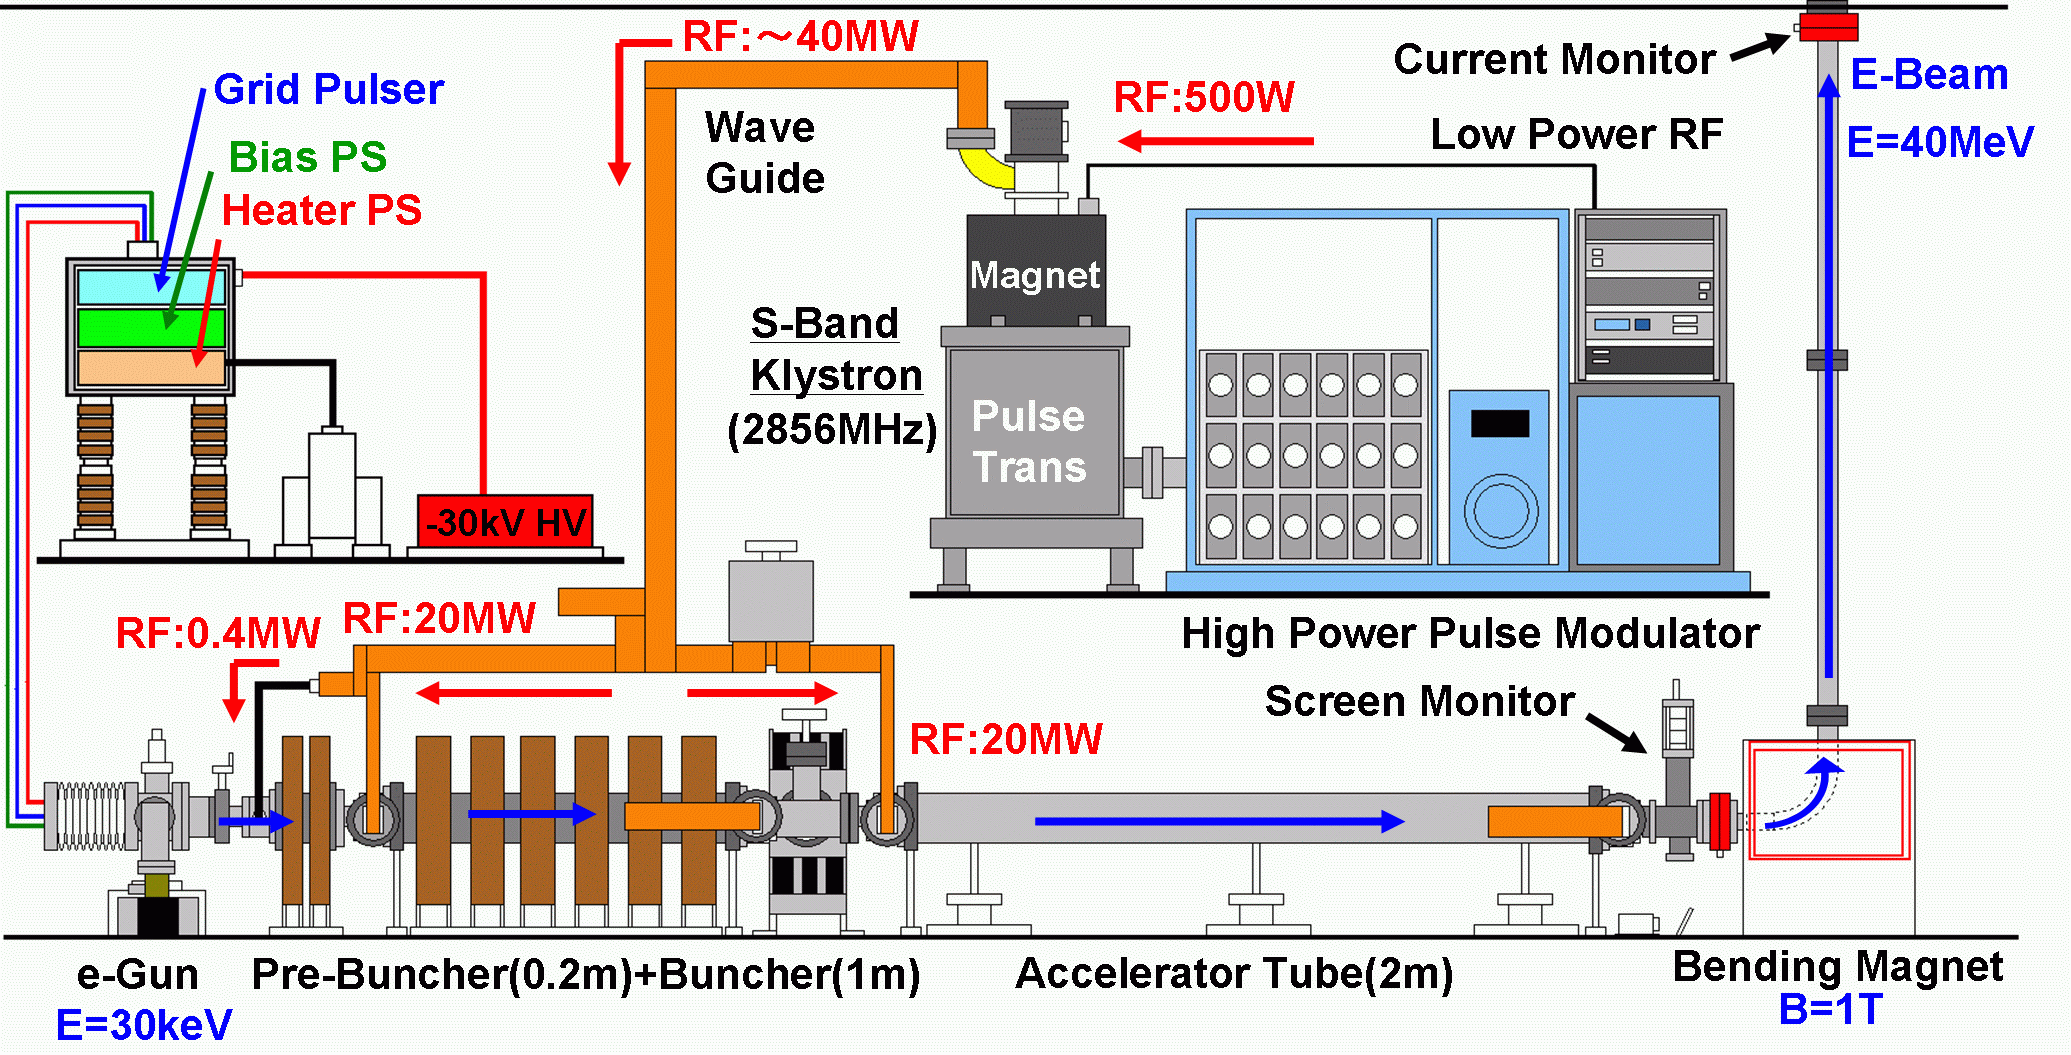 RF:～40MW
Current Monitor
Grid Pulser
E-Beam
RF:500W
Wave
Guide
Low Power RF
E=40MeV
Bias PS
Heater PS
Magnet
S-Band
Klystron
(2856MHz)
Pulse
Trans
-30kV HV
RF:0.4MW
RF:20MW
High Power Pulse Modulator
Screen Monitor
RF:20MW
e-Gun
E=30keV
Pre-Buncher(0.2m)+Buncher(1m)
Accelerator Tube(2m)
Bending Magnet
B=1T